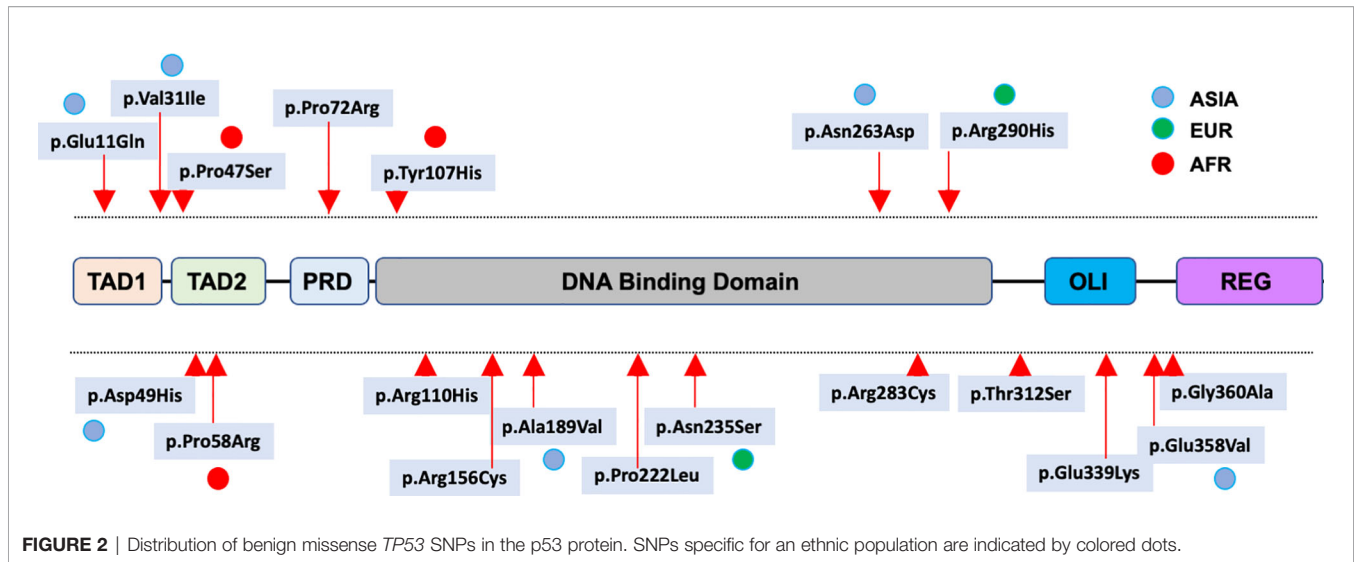 p.Val31Ile
p.Glu11Gln
p.Pro47Ser
p.Pro72Arg
p.Tyr107His
p.Asn263Asp
p.Arg290His
ASIA
EUR
AFR
TAD1
TAD2
PRD
DNA Binding Domain
OLI
REG
p.Asp49His
p.Pro58Arg
p.Arg110His
p.Arg156Cys
p.Ala189Val
p.Pro222Leu
p.Asn235Ser
p.Arg283Cys
p.Thr312Ser
p.Glu339Lys
p.Glu358Val
p.Gly360Ala
FIGURE 2 | Distribution of benign missense TP53 SNPs in the p53 protein. SNPs specific for an ethnic population are indicated by colored dots.